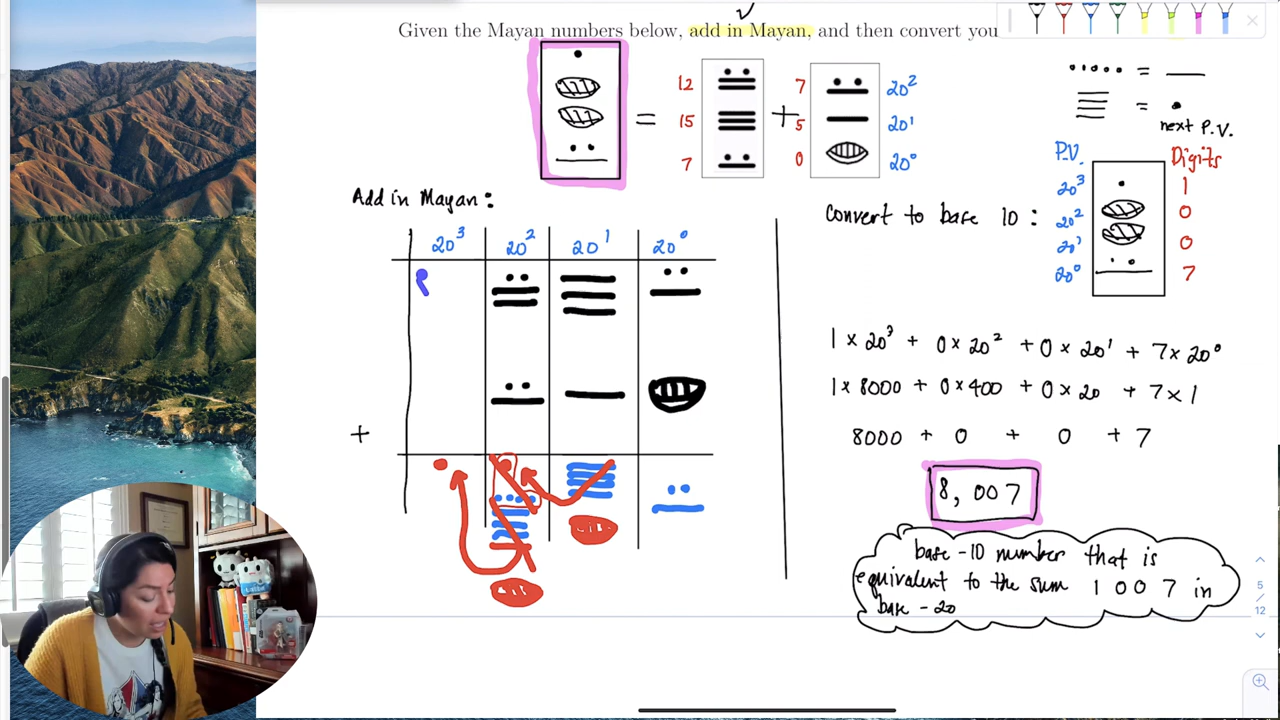 Given the Mayan numbers below, add in Mayan, and then convert you
12
15
7
=
+
7
5
0
20²
20¹
20⁰
=
=
next P.V.
P.V.
20³
20²
20¹
20⁰
Digits
1
0
0
7
Add in Mayan:
20³ 20² 20¹ 20⁰
+
Convert to base 10:
1 × 20³ + 0 × 20² + 0 × 20¹ + 7 × 20⁰
1 × 8000 + 0 × 400 + 0 × 20 + 7 × 1
8000 + 0 + 0 + 7
8,007
base-10 number that is
equivalent to the sum 1 0 0 7 in
base-20
5
/
12